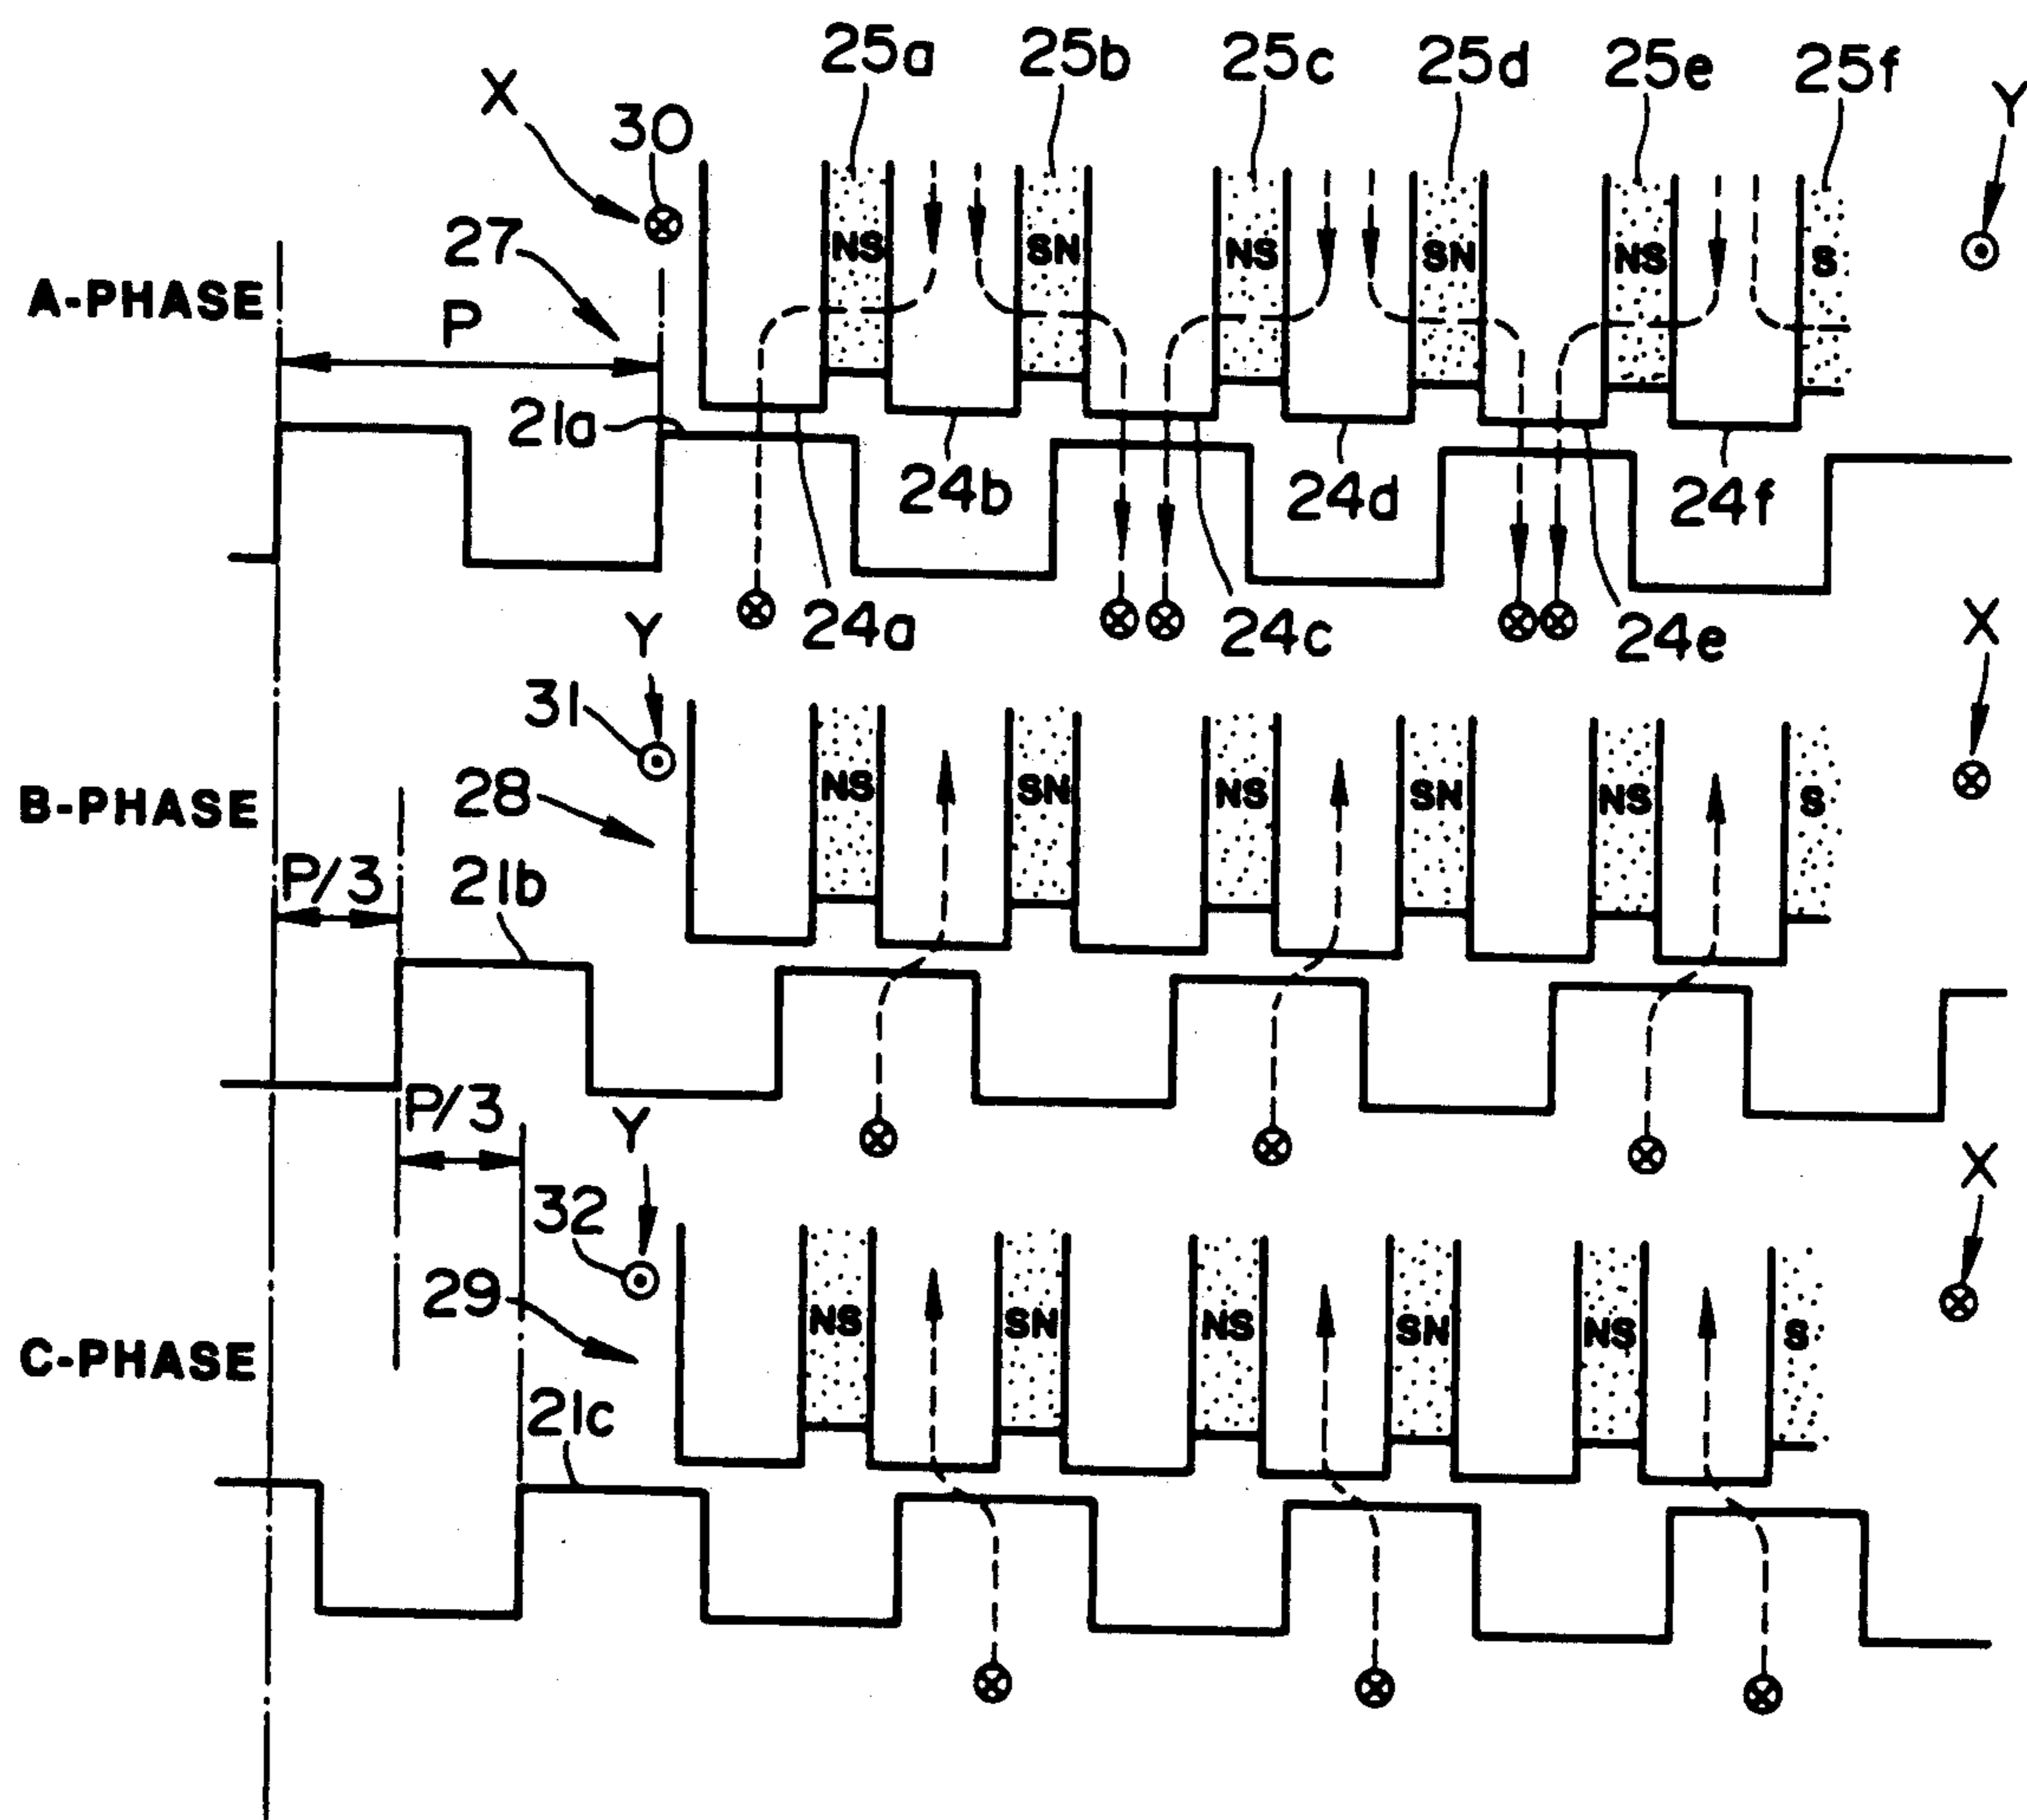 25a 25b 25c 25d 25e 25f
X Y
30
27
NS SN NS SN NS S
A-PHASE
P
21a
24b 24d 24f
24a 24c 24e
Y X
31
28
NS SN NS SN NS S
B-PHASE
P/3 21b
P/3
Y X
32
29
NS SN NS SN NS S
C-PHASE
21c